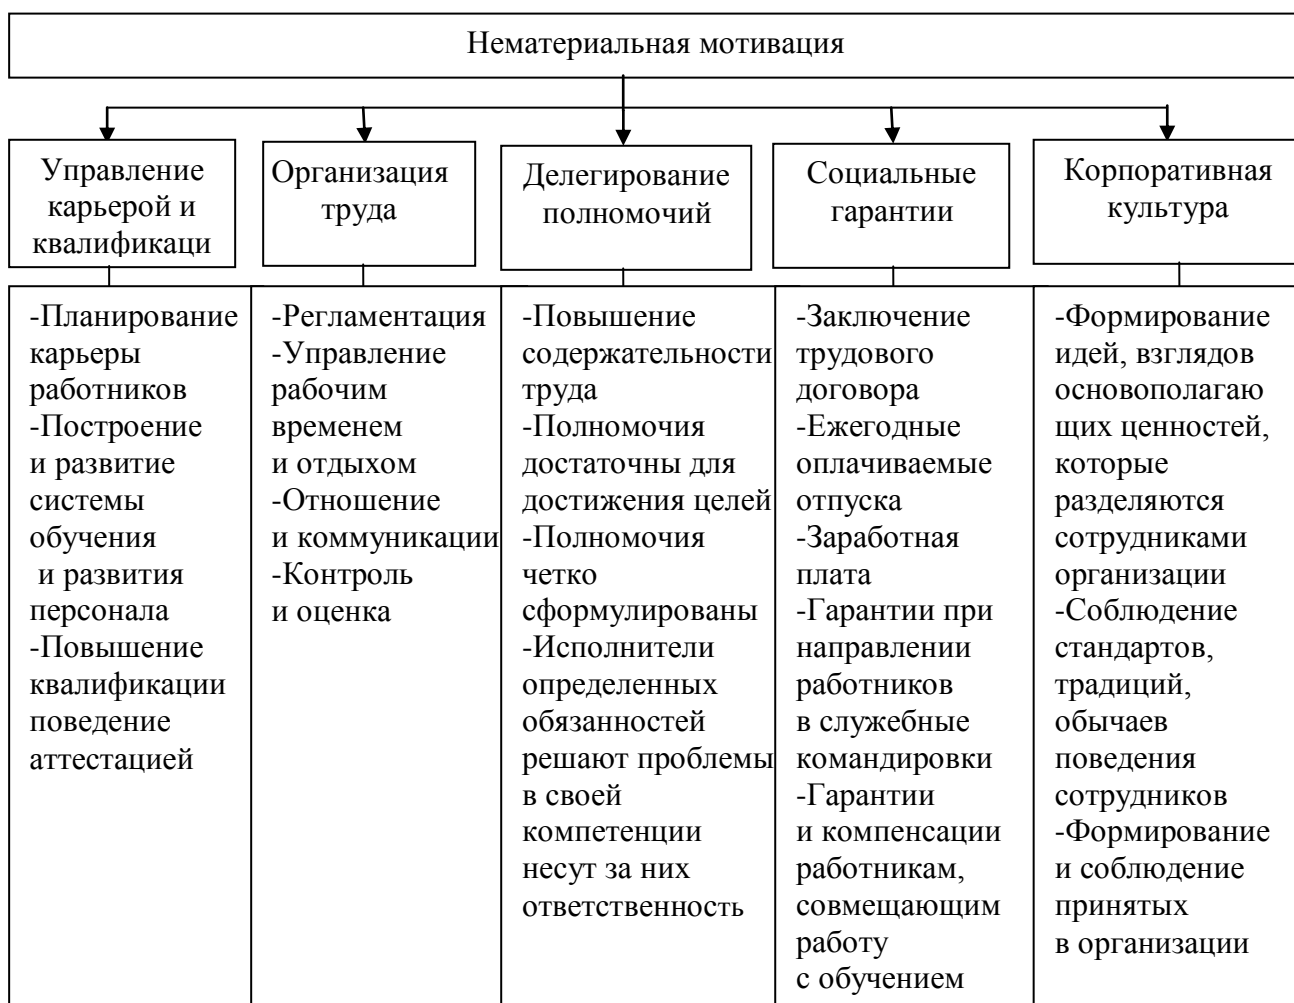 Нематериальная мотивация
Управление
карьерой и
квалификаци
Организация
труда
Делегирование
полномочий
Социальные
гарантии
Корпоративная
культура
-Планирование
карьеры
работников
-Построение
и развитие
системы
обучения
и развития
персонала
-Повышение
квалификации
поведение
аттестацией
-Регламентация
-Управление
рабочим
временем
и отдыхом
-Отношение
и коммуникации
-Контроль
и оценка
-Повышение
содержательности
труда
-Полномочия
достаточны для
достижения целей
-Полномочия
четко
сформулированы
-Исполнители
определенных
обязанностей
решают проблемы
в своей
компетенции
несут за них
ответственность
-Заключение
трудового
договора
-Ежегодные
оплачиваемые
отпуска
-Заработная
плата
-Гарантии при
направлении
работников
в служебные
командировки
-Гарантии
и компенсации
работникам,
совмещающим
работу
с обучением
-Формирование
идей, взглядов
основополагаю
щих ценностей,
которые
разделяются
сотрудниками
организации
-Соблюдение
стандартов,
традиций,
обычаев
поведения
сотрудников
-Формирование
и соблюдение
принятых
в организации